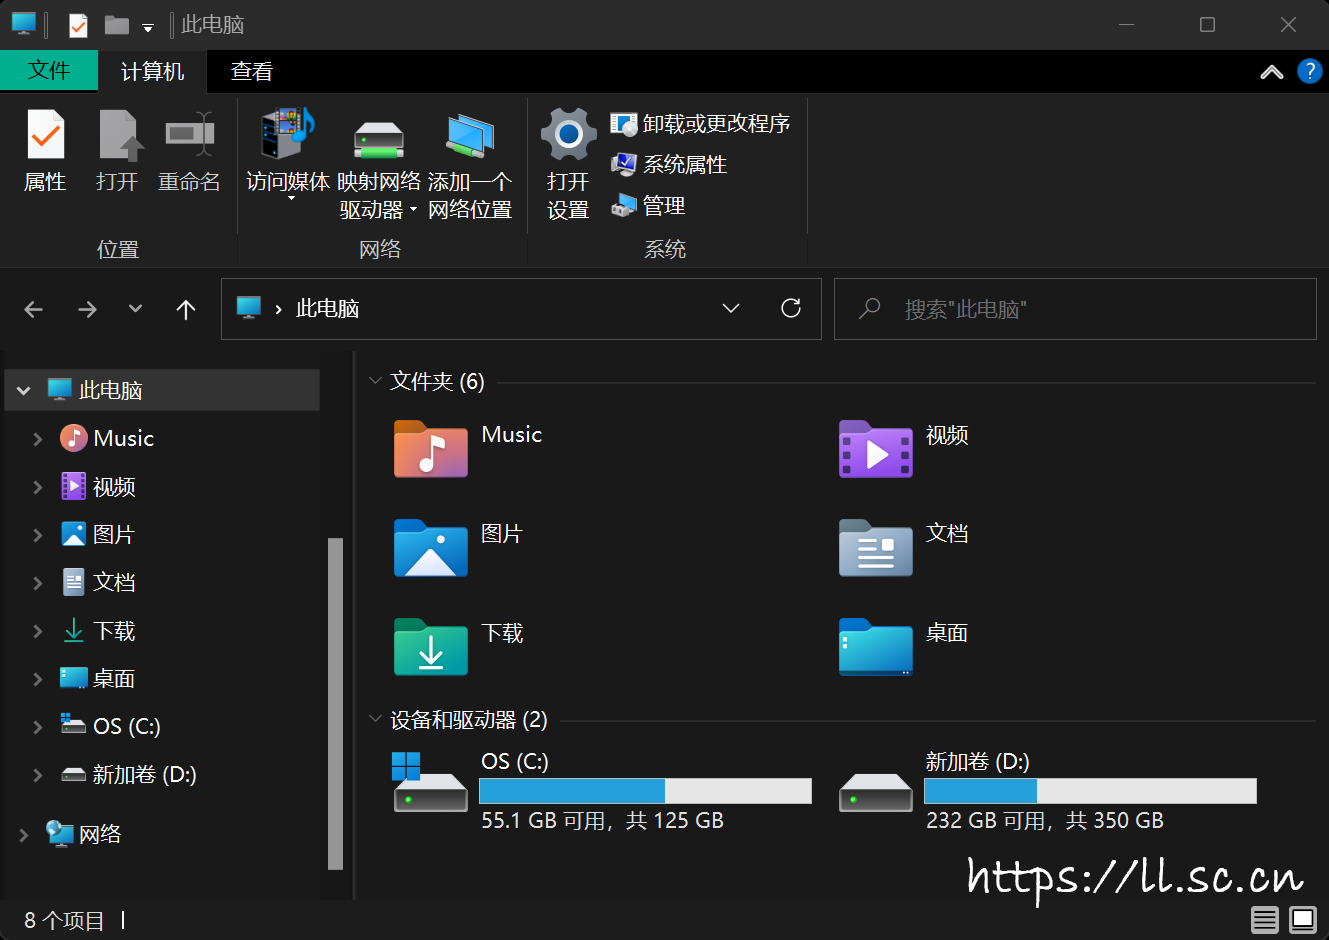 此电脑
文件 计算机 查看
?
属性 打开 重命名
访问媒体 映射网络驱动器 添加一个网络位置
打开设置
卸载或更改程序
系统属性
管理
位置 网络 系统
此电脑
搜索"此电脑"
此电脑
Music
视频
图片
文档
下载
桌面
OS (C:)
新加卷 (D:)
网络
文件夹 (6)
Music
视频
图片
文档
下载
桌面
设备和驱动器 (2)
OS (C:)
55.1 GB 可用，共 125 GB
新加卷 (D:)
232 GB 可用，共 350 GB
https://ll.sc.cn
8 个项目